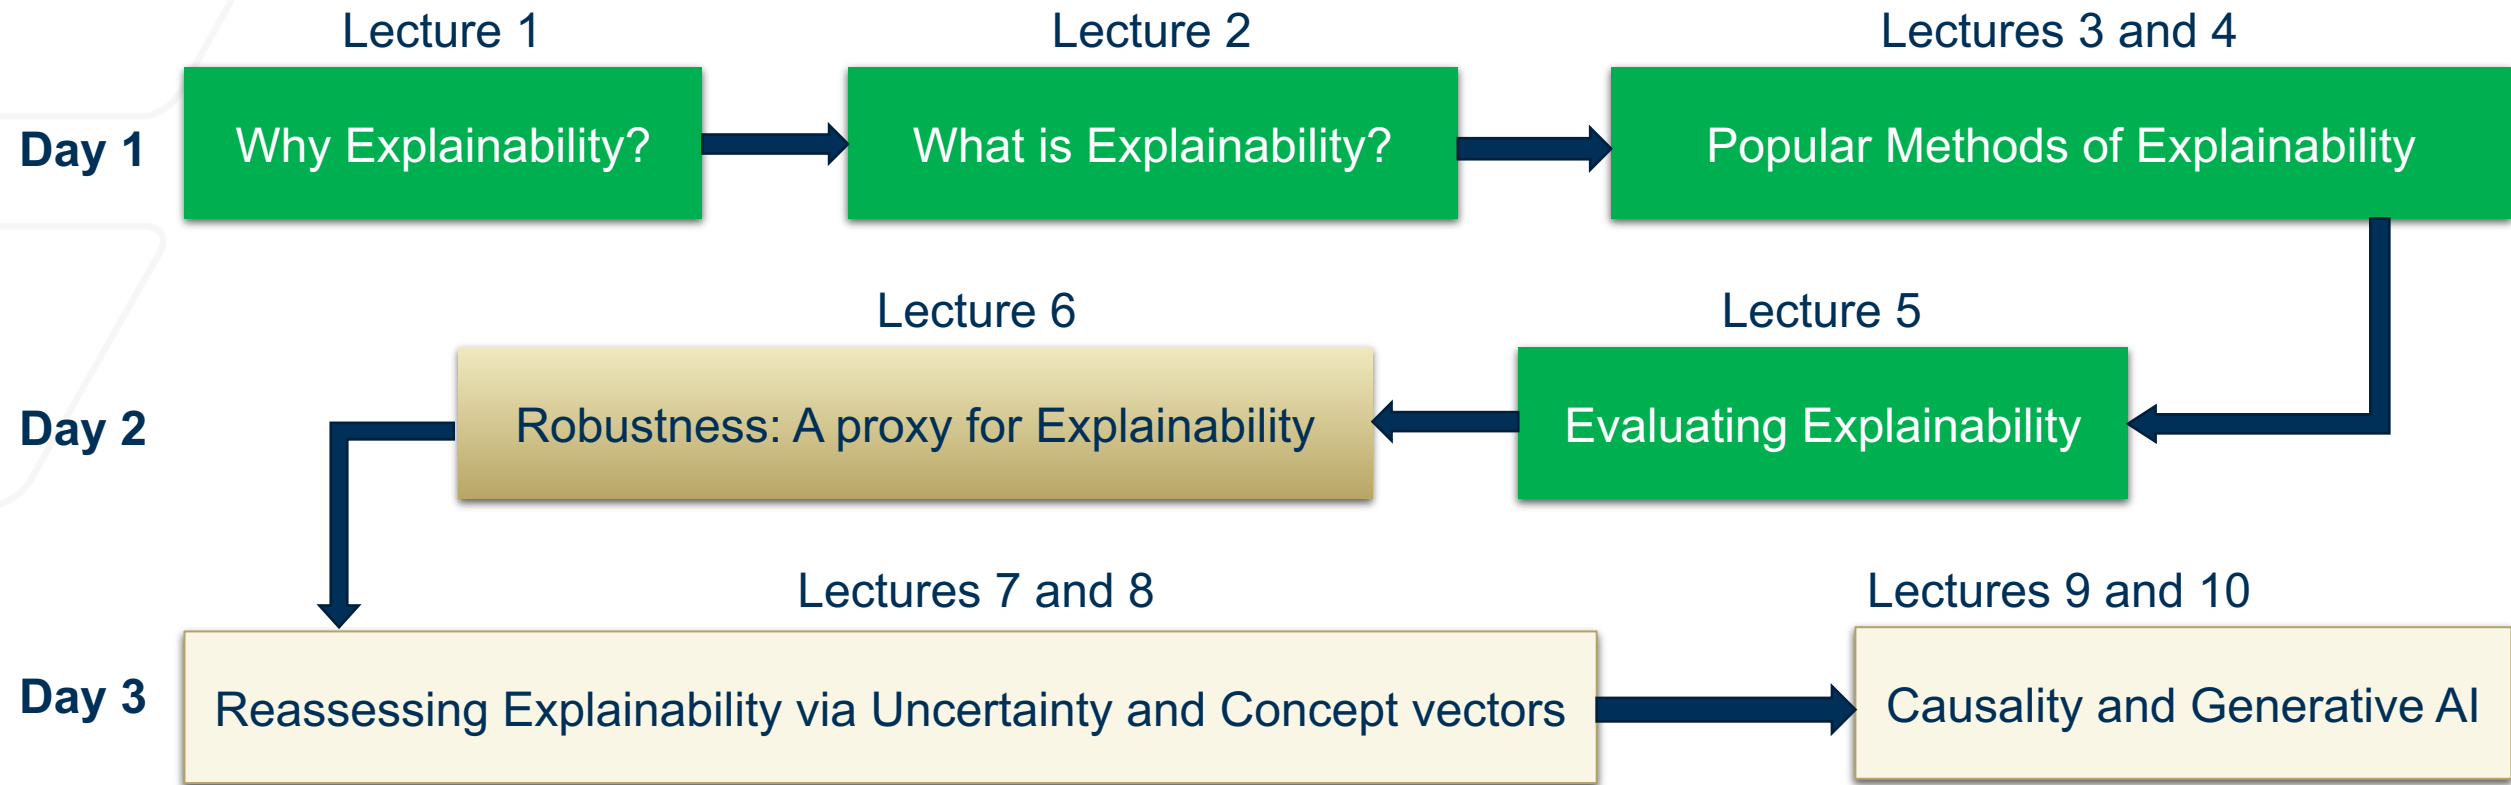 Lecture 1
Lecture 2
Lectures 3 and 4
Day 1
Why Explainability?
What is Explainability?
Popular Methods of Explainability
Lecture 6
Lecture 5
Day 2
Robustness: A proxy for Explainability
Evaluating Explainability
Lectures 7 and 8
Lectures 9 and 10
Day 3
Reassessing Explainability via Uncertainty and Concept vectors
Causality and Generative AI